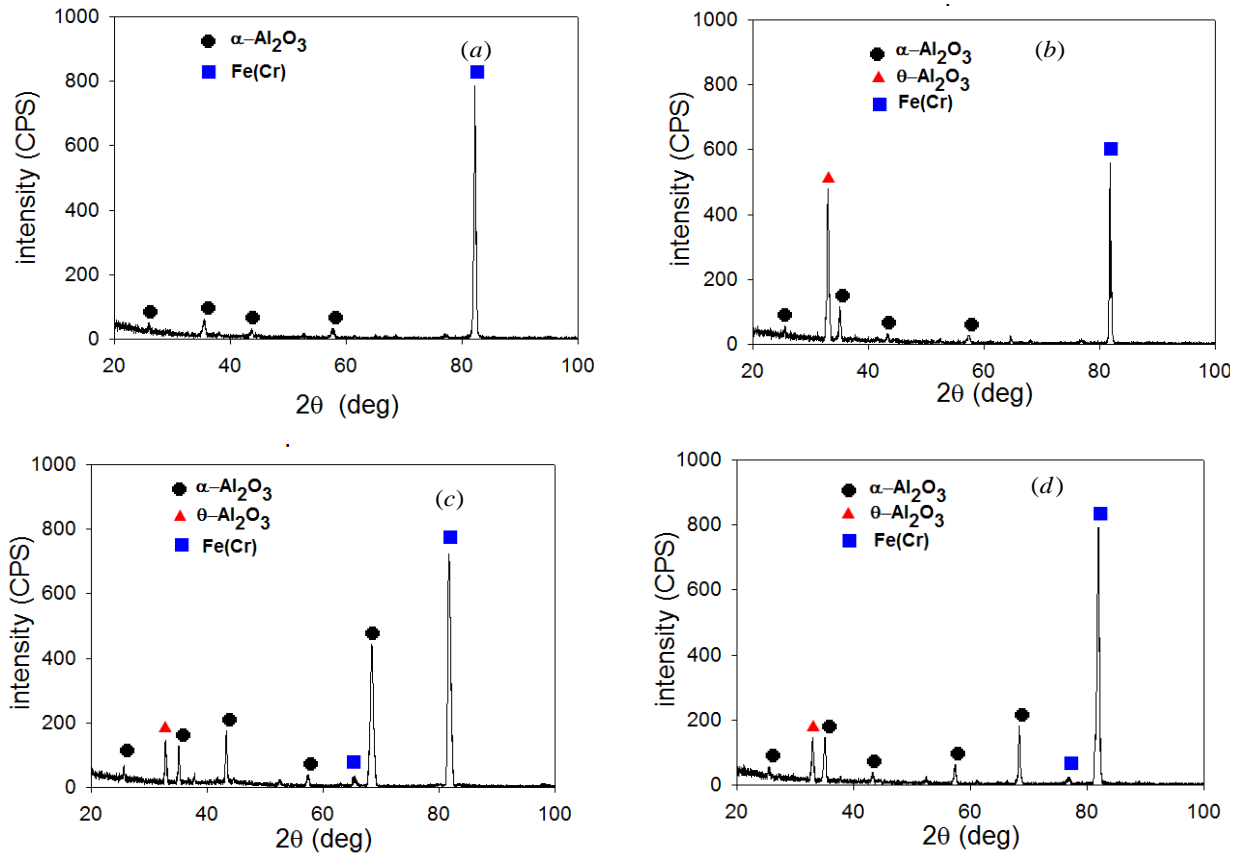 1000
800
600
400
200
0
intensity (CPS)
α–Al2O3
Fe(Cr)
(a)
20 40 60 80 100
2θ (deg)
1000
800
600
400
200
0
intensity (CPS)
α–Al2O3
θ–Al2O3
Fe(Cr)
(b)
20 40 60 80 100
2θ (deg)
1000
800
600
400
200
0
intensity (CPS)
α–Al2O3
θ–Al2O3
Fe(Cr)
(c)
20 40 60 80 100
2θ (deg)
1000
800
600
400
200
0
intensity (CPS)
α–Al2O3
θ–Al2O3
Fe(Cr)
(d)
20 40 60 80 100
2θ (deg)